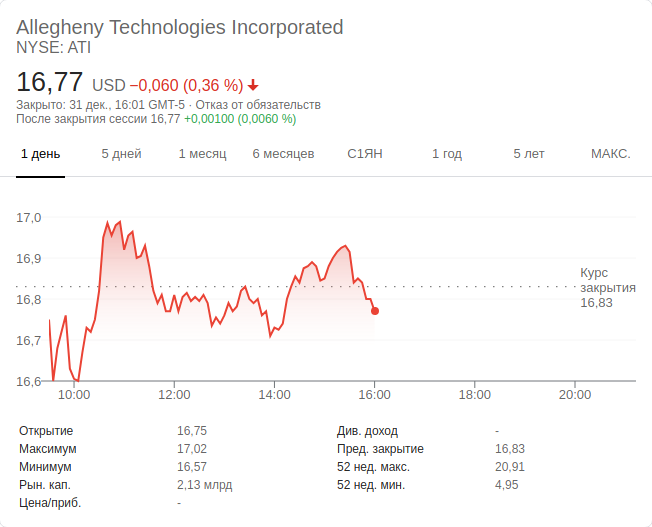 Allegheny Technologies Incorporated
NYSE: ATI
16,77 USD −0,060 (0,36 %)
Закрыто: 31 дек., 16:01 GMT-5 · Отказ от обязательств
После закрытия сессии 16,77 +0,00100 (0,0060 %)
1 день 5 дней 1 месяц 6 месяцев С1ЯН 1 год 5 лет МАКС.
17,0
16,9
16,8
16,7
16,6
Курс
закрытия
16,83
10:00 12:00 14:00 16:00 18:00 20:00
Открытие 16,75 Див. доход -
Максимум 17,02 Пред. закрытие 16,83
Минимум 16,57 52 нед. макс. 20,91
Рын. кап. 2,13 млрд 52 нед. мин. 4,95
Цена/приб. -